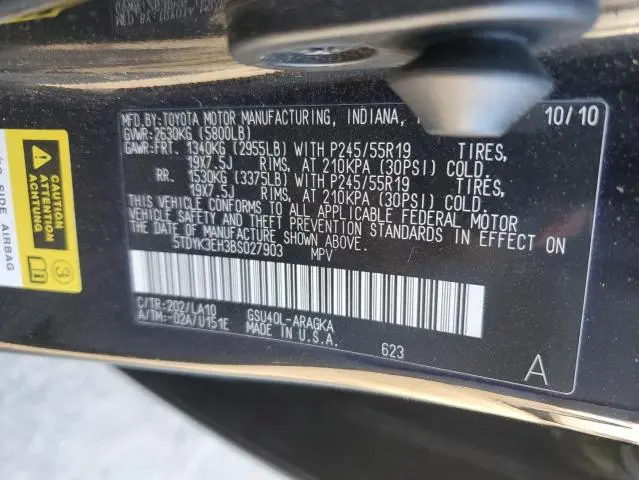 MFD.BY:TOYOTA MOTOR MANUFACTURING, INDIANA, 10/10
GVWR:2630KG (5800LB)
GAWR:FRT. 1340KG (2955LB) WITH P245/55R19 TIRES,
19X7.5J RIMS, AT 210KPA (30PSI) COLD.
RR. 1530KG (3375LB) WITH P245/55R19 TIRES,
19X7.5J RIMS, AT 210KPA (30PSI) COLD.
THIS VEHICLE CONFORMS TO ALL APPLICABLE FEDERAL MOTOR
VEHICLE SAFETY AND THEFT PREVENTION STANDARDS IN EFFECT ON
THE DATE OF MANUFACTURE SHOWN ABOVE.
5TDYK3EH3BS027903 MPV
C/TR:202/LA10 GSU40L-ARAGKA
A/TM:-02A/U151E MADE IN U.S.A.
623
A
CAUTION
ATTENTION
ACHTUNG
3
SIDE AIRBAG